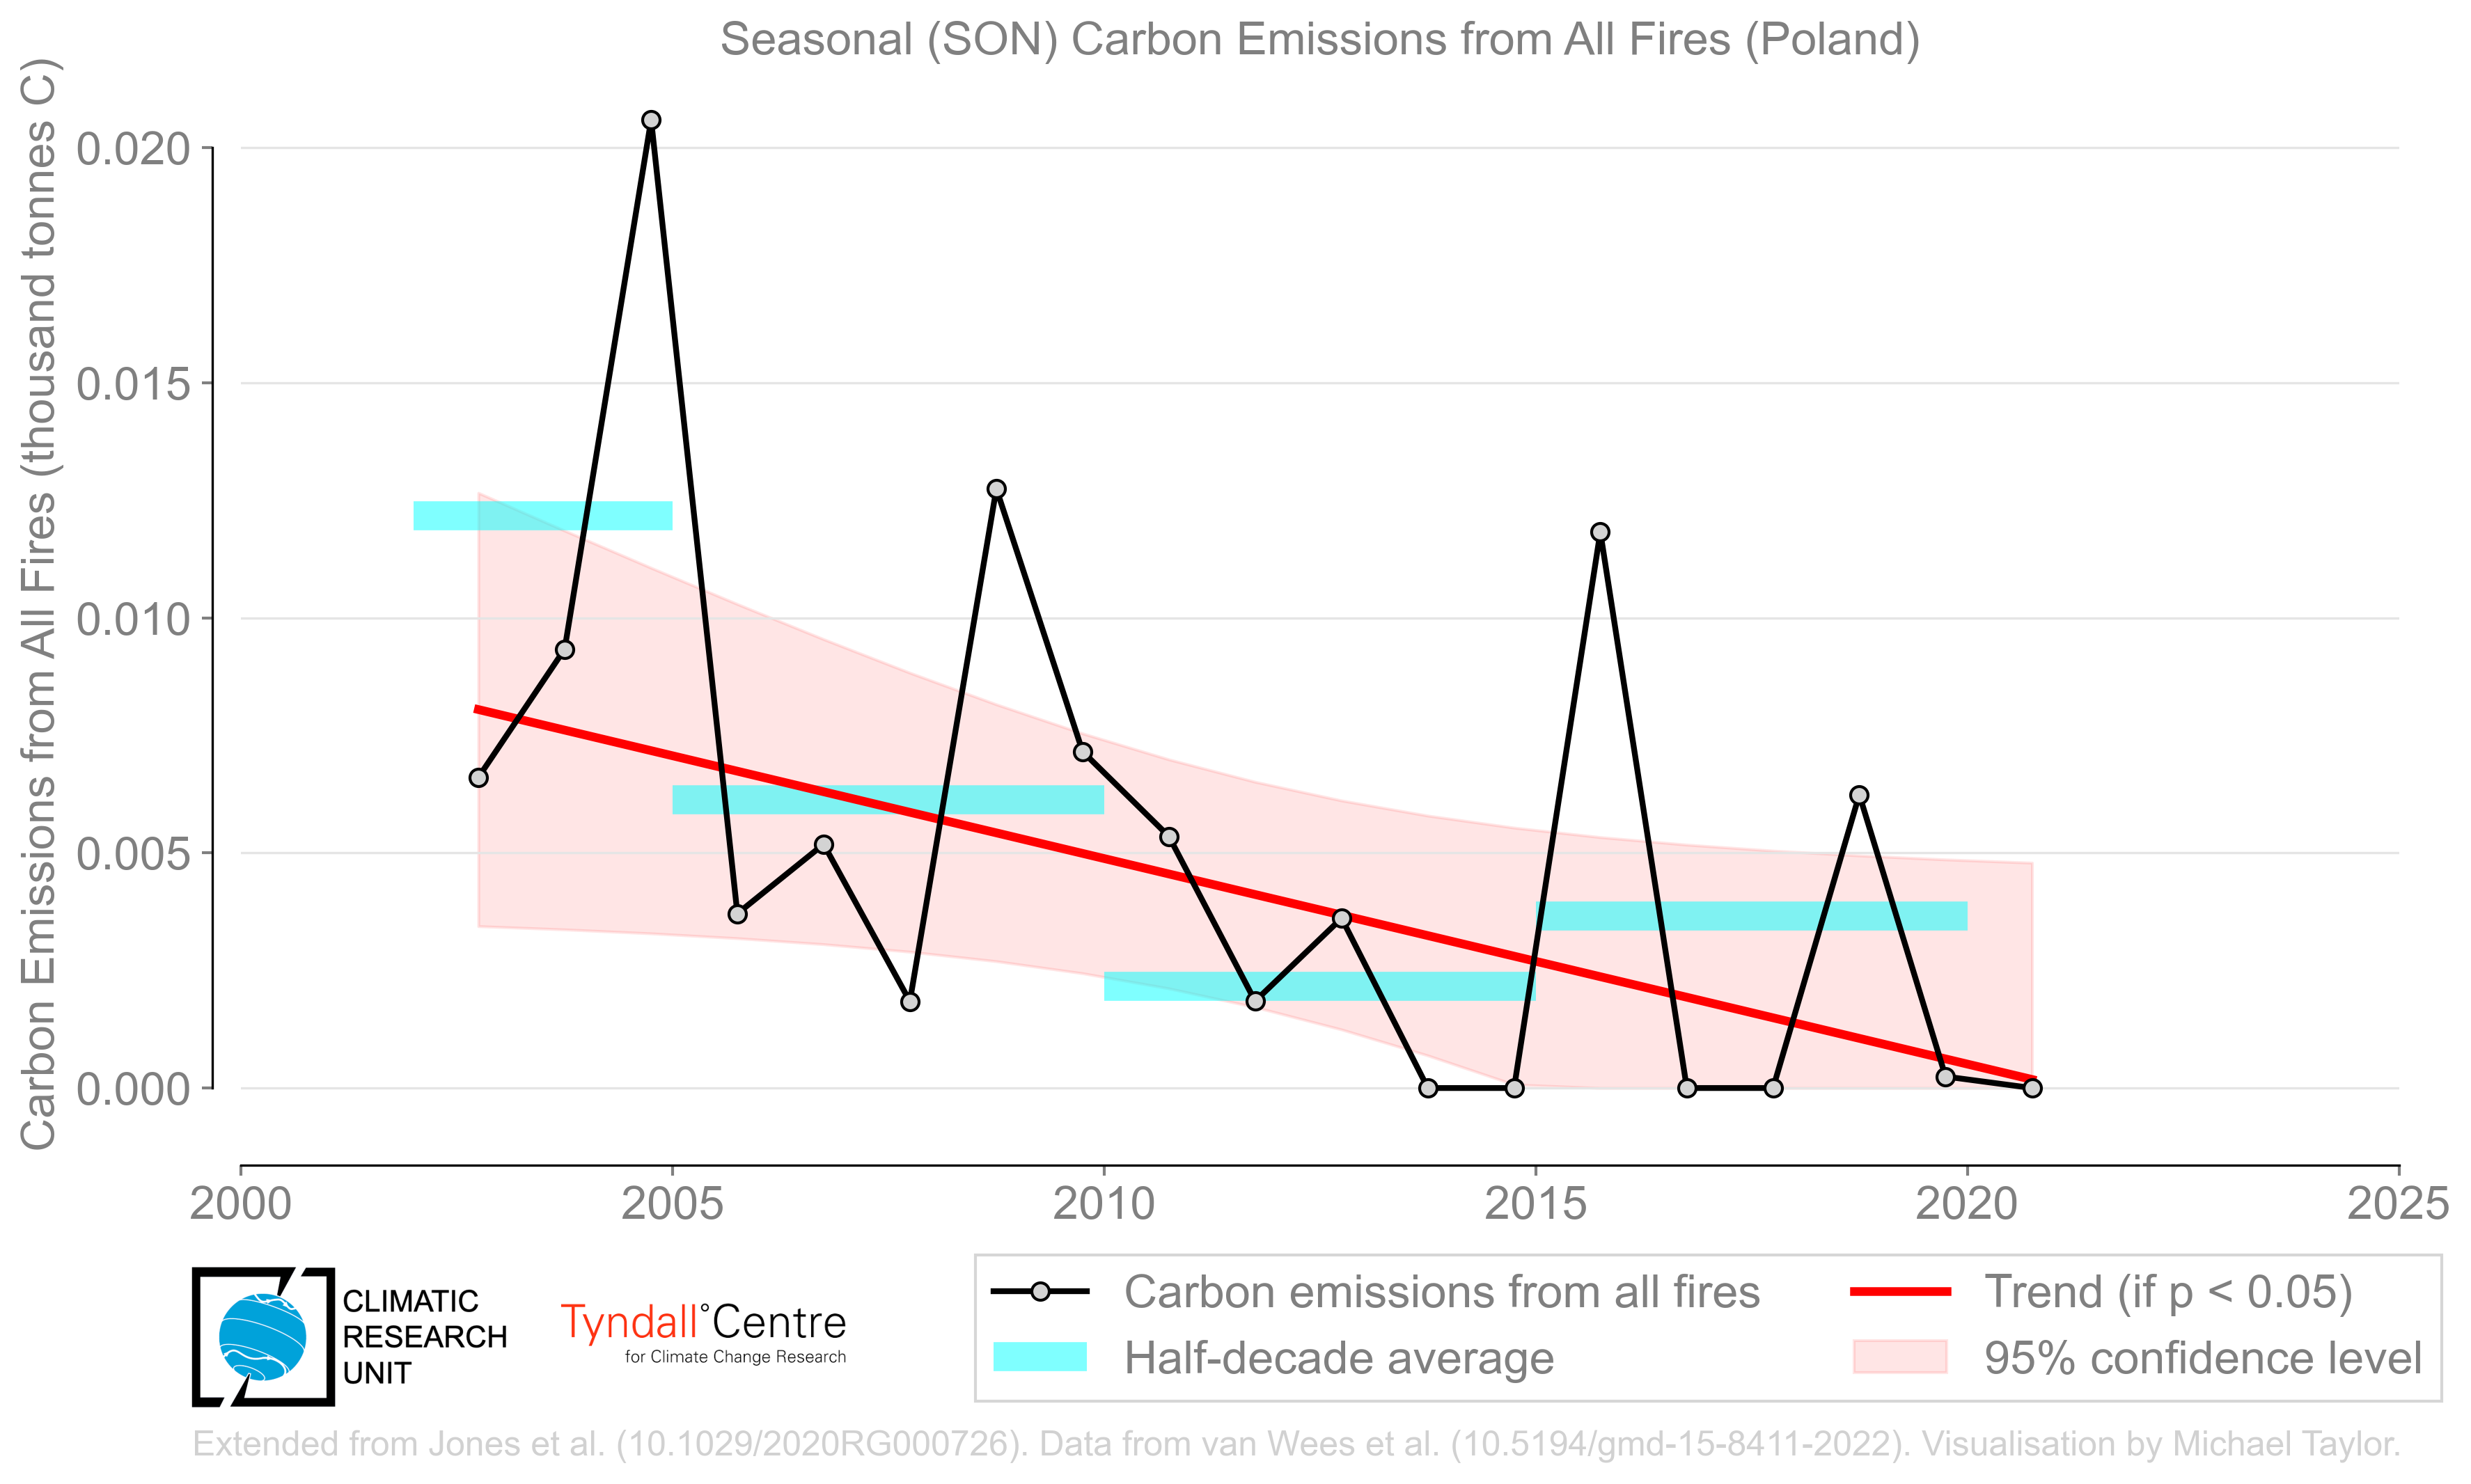 Seasonal (SON) Carbon Emissions from All Fires (Poland)
Carbon Emissions from All Fires (thousand tonnes C)
0.020
0.015
0.010
0.005
0.000
2000
2005
2010
2015
2020
2025
CLIMATIC
RESEARCH
UNIT
Tyndall°Centre
for Climate Change Research
Carbon emissions from all fires
Half-decade average
Trend (if p < 0.05)
95% confidence level
Extended from Jones et al. (10.1029/2020RG000726). Data from van Wees et al. (10.5194/gmd-15-8411-2022). Visualisation by Michael Taylor.